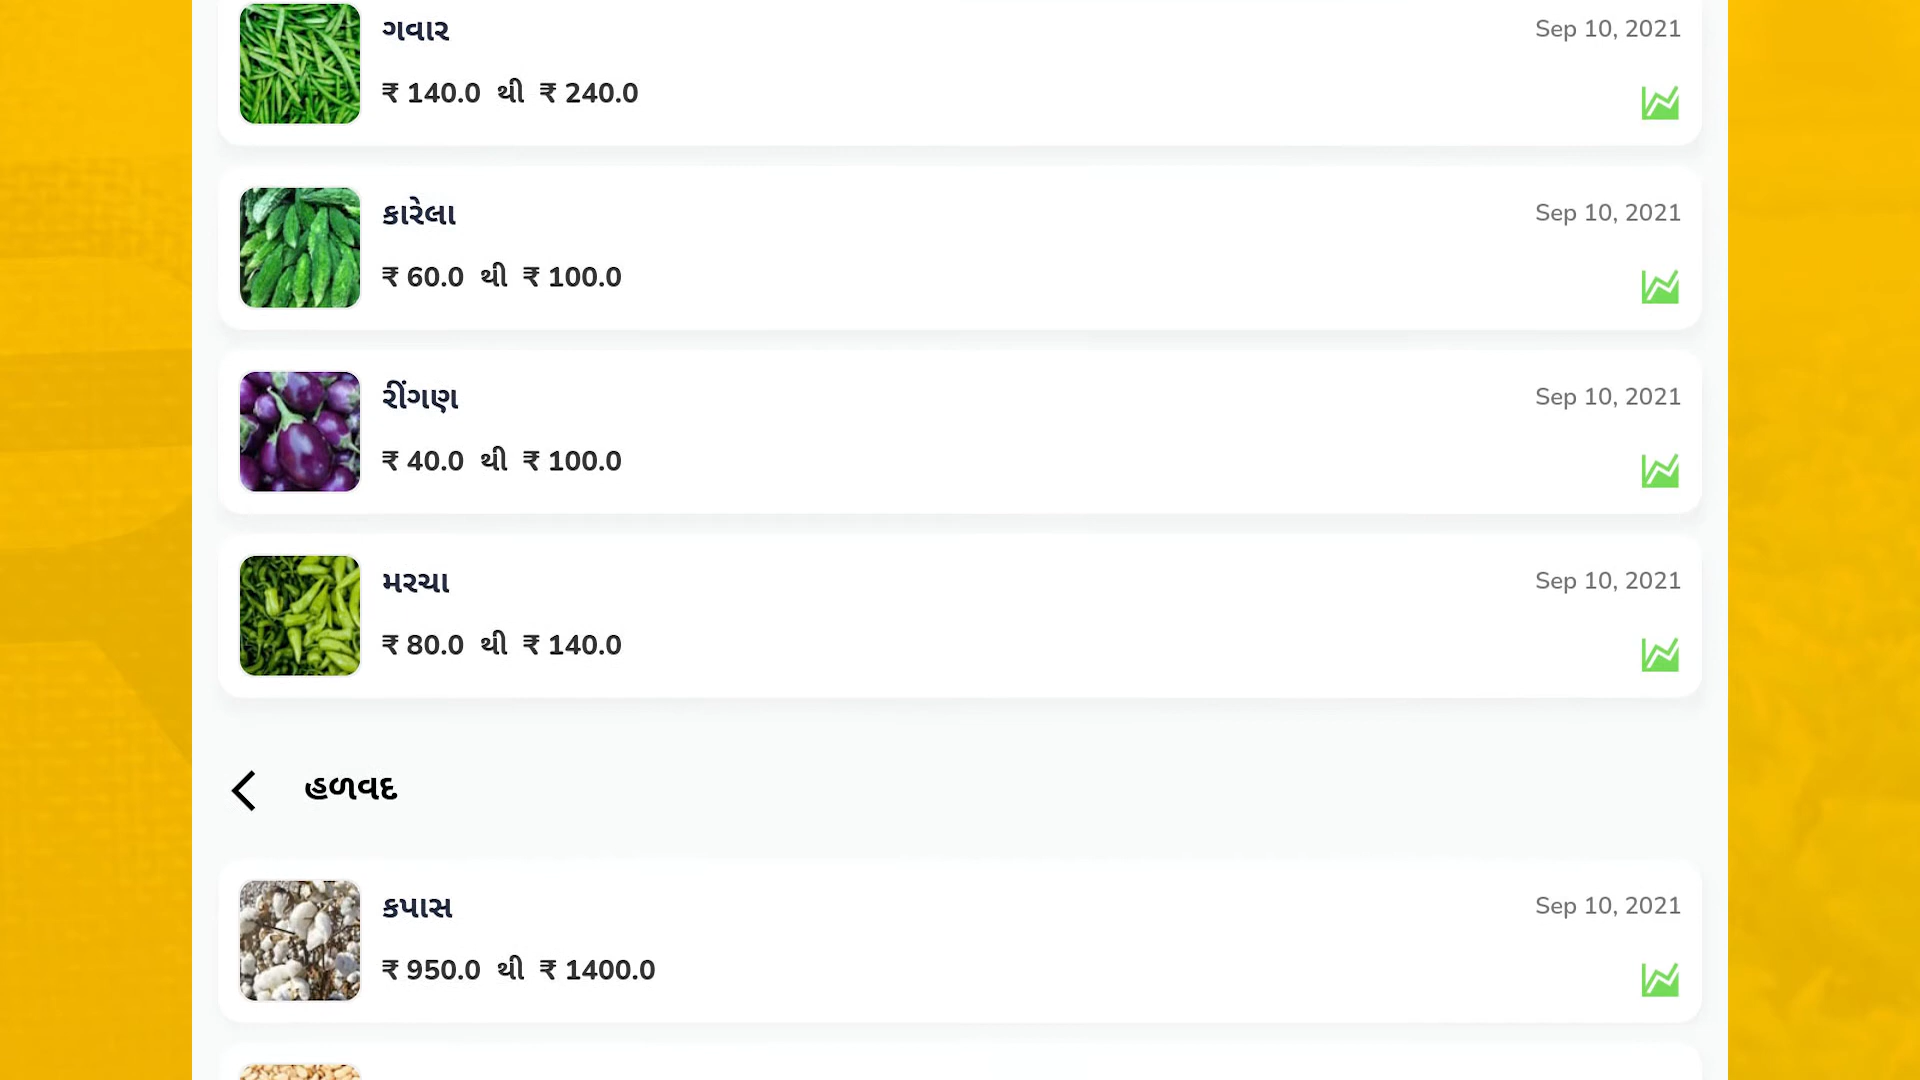 ગવાર
Sep 10, 2021
₹ 140.0 થી ₹ 240.0
કારેલા
Sep 10, 2021
₹ 60.0 થી ₹ 100.0
રીંગણ
Sep 10, 2021
₹ 40.0 થી ₹ 100.0
મરચા
Sep 10, 2021
₹ 80.0 થી ₹ 140.0
હળવદ
કપાસ
Sep 10, 2021
₹ 950.0 થી ₹ 1400.0